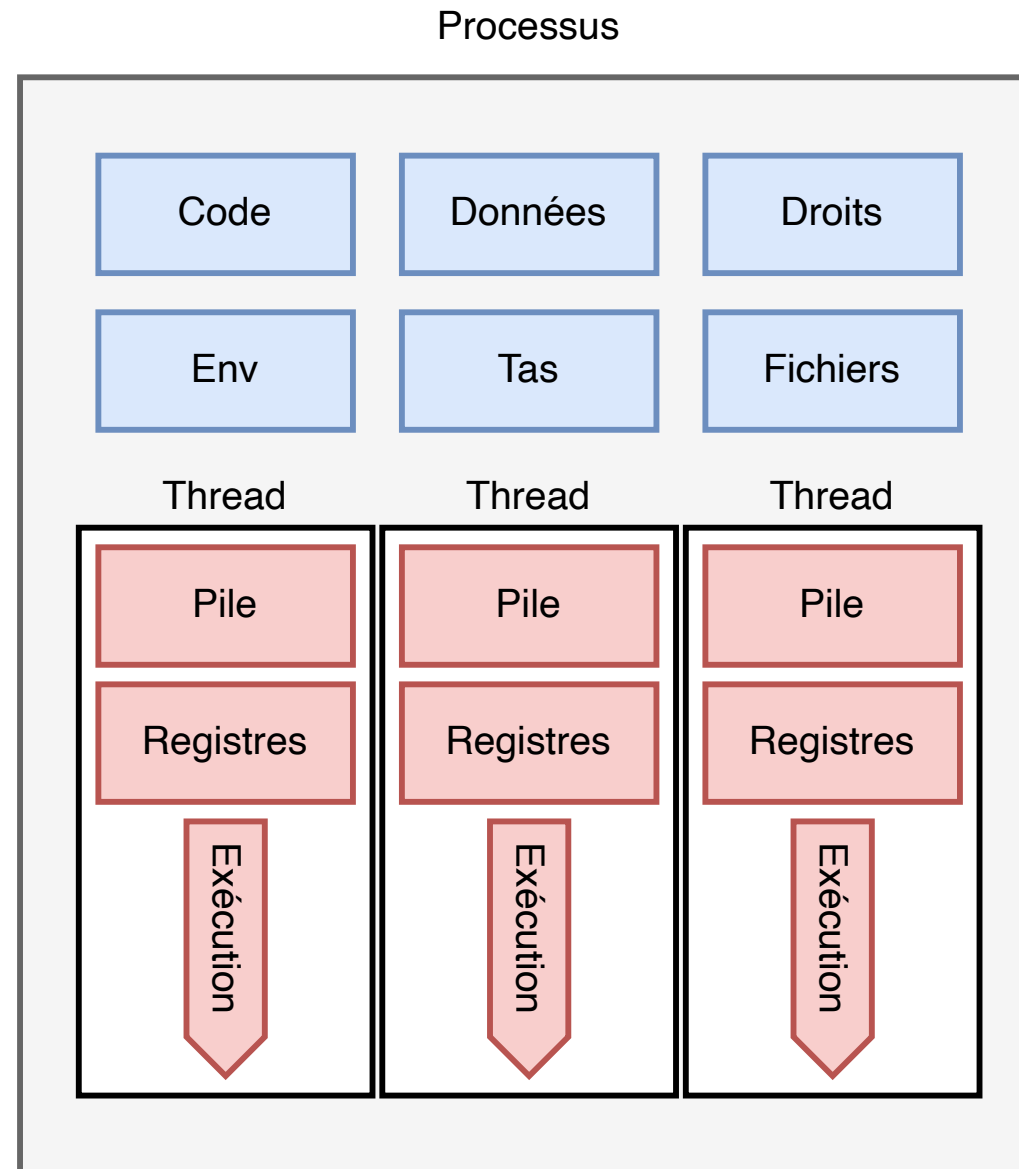 Processus
Code
Données
Droits
Env
Tas
Fichiers
Thread
Thread
Thread
Pile
Pile
Pile
Registres
Registres
Registres
Exécution
Exécution
Exécution